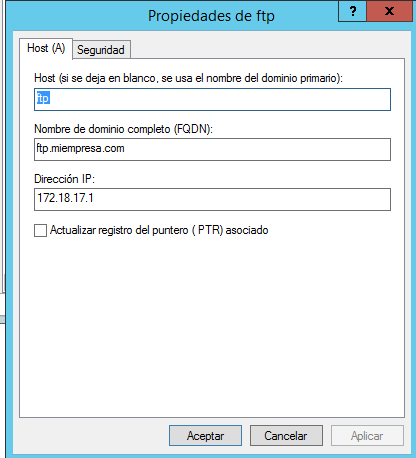 Propiedades de ftp
? x
Host (A) Seguridad
Host (si se deja en blanco, se usa el nombre del dominio primario):
ftp
Nombre de dominio completo (FQDN):
ftp.miempresa.com
Dirección IP:
172.18.17.1
Actualizar registro del puntero ( PTR) asociado
Aceptar Cancelar Aplicar